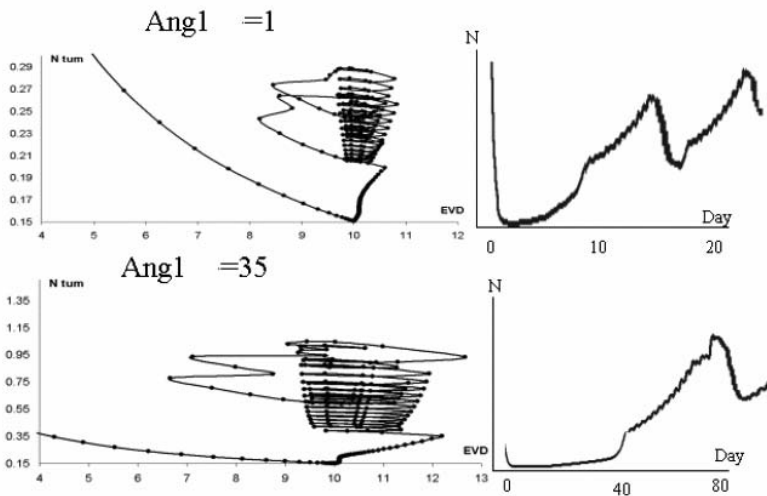 Ang1 =1
N tum
0.29
0.27
0.25
0.23
0.21
0.19
0.17
0.15
EVD
4 5 6 7 8 9 10 11 12
N
Day
0 10 20
Ang1 =35
N tum
1.35
1.15
0.95
0.75
0.55
0.35
0.15
EVD
4 5 6 7 8 9 10 11 12 13
N
Day
0 40 80